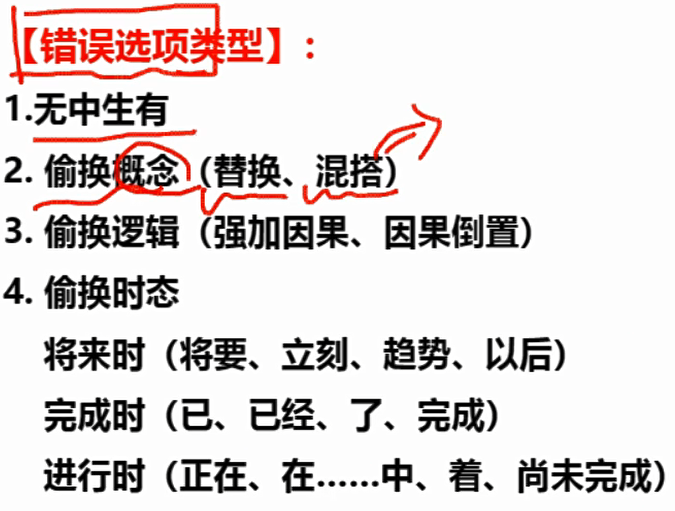 【错误选项类型】：
1.无中生有
2. 偷换概念（替换、混搭）
3. 偷换逻辑（强加因果、因果倒置）
4. 偷换时态
将来时（将要、立刻、趋势、以后）
完成时（已、已经、了、完成）
进行时（正在、在......中、着、尚未完成）